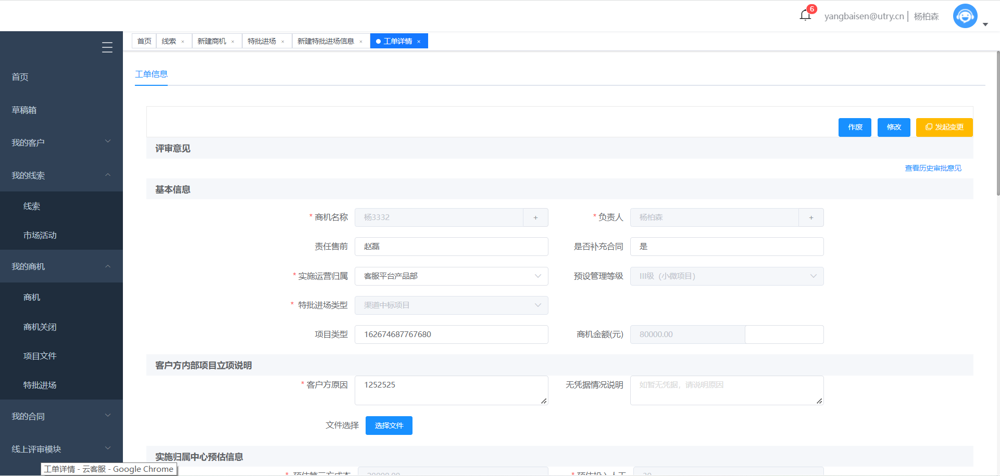 6
yangbaisen@utry.cn
杨柏森
首页
线索 ×
新建商机 ×
特批进场 ×
新建特批进场信息 ×
工单详情 ×
首页
草稿箱
我的客户
我的线索
线索
市场活动
我的商机
商机
商机关闭
项目文件
特批进场
我的合同
线上评审模块
工单信息
作废
修改
发起变更
评审意见
查看历史审批意见
基本信息
* 商机名称 杨3332 +
* 负责人 杨柏森 +
责任售前 赵磊
是否补充合同 是
* 实施运营归属 客服平台产品部
预设管理等级 III级（小微项目）
* 特批进场类型 渠道中标项目
项目类型 162674687767680
商机金额(元) 80000.00
客户方内部项目立项说明
* 客户方原因 1252525
无凭据情况说明 如暂无凭据，请说明原因
文件选择 选择文件
实施归属中心预估信息
* 预估第三方成本 20000.00
* 预估投入人工 20
工单详情 - 云客服 - Google Chrome